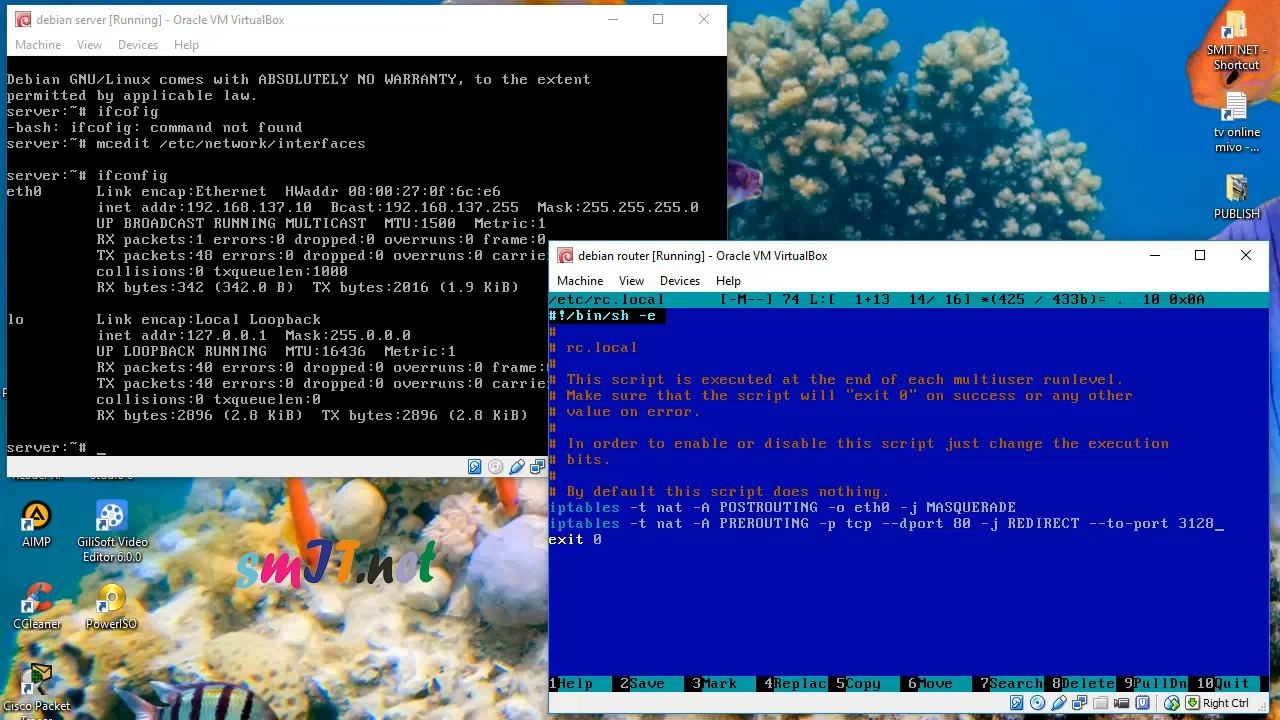 debian server [Running] - Oracle VM VirtualBox
Machine View Devices Help
Debian GNU/Linux comes with ABSOLUTELY NO WARRANTY, to the extent
permitted by applicable law.
server:~# ifcofig
-bash: ifcofig: command not found
server:~# mcedit /etc/network/interfaces
server:~# ifconfig
eth0 Link encap:Ethernet HWaddr 08:00:27:0f:6c:e6
inet addr:192.168.137.10 Bcast:192.168.137.255 Mask:255.255.255.0
UP BROADCAST RUNNING MULTICAST MTU:1500 Metric:1
RX packets:1 errors:0 dropped:0 overruns:0 frame:0
TX packets:48 errors:0 dropped:0 overruns:0 carrie
collisions:0 txqueuelen:1000
RX bytes:342 (342.0 B) TX bytes:2016 (1.9 KiB)
lo Link encap:Local Loopback
inet addr:127.0.0.1 Mask:255.0.0.0
UP LOOPBACK RUNNING MTU:16436 Metric:1
RX packets:40 errors:0 dropped:0 overruns:0 frame:
TX packets:40 errors:0 dropped:0 overruns:0 carrie
collisions:0 txqueuelen:0
RX bytes:2896 (2.8 KiB) TX bytes:2896 (2.8 KiB)
server:~# _
debian router [Running] - Oracle VM VirtualBox
Machine View Devices Help
/etc/rc.local [-M--] 74 L:[ 1+13 14/ 16] *(425 / 433b)= . 10 0x0A
#!/bin/sh -e
#
# rc.local
#
# This script is executed at the end of each multiuser runlevel.
# Make sure that the script will "exit 0" on success or any other
# value on error.
#
# In order to enable or disable this script just change the execution
# bits.
#
# By default this script does nothing.
iptables -t nat -A POSTROUTING -o eth0 -j MASQUERADE
iptables -t nat -A PREROUTING -p tcp --dport 80 -j REDIRECT --to-port 3128_
exit 0
1Help 2Save 3Mark 4Replac 5Copy 6Move 7Search 8Delete 9PullDn 10Quit
Right Ctrl
SMIT NET -
Shortcut
tv online
mivo -...
PUBLISH
AIMP
GiliSoft Video
Editor 6.0.0
CCleaner
PowerISO
Cisco Packet
smIT.net